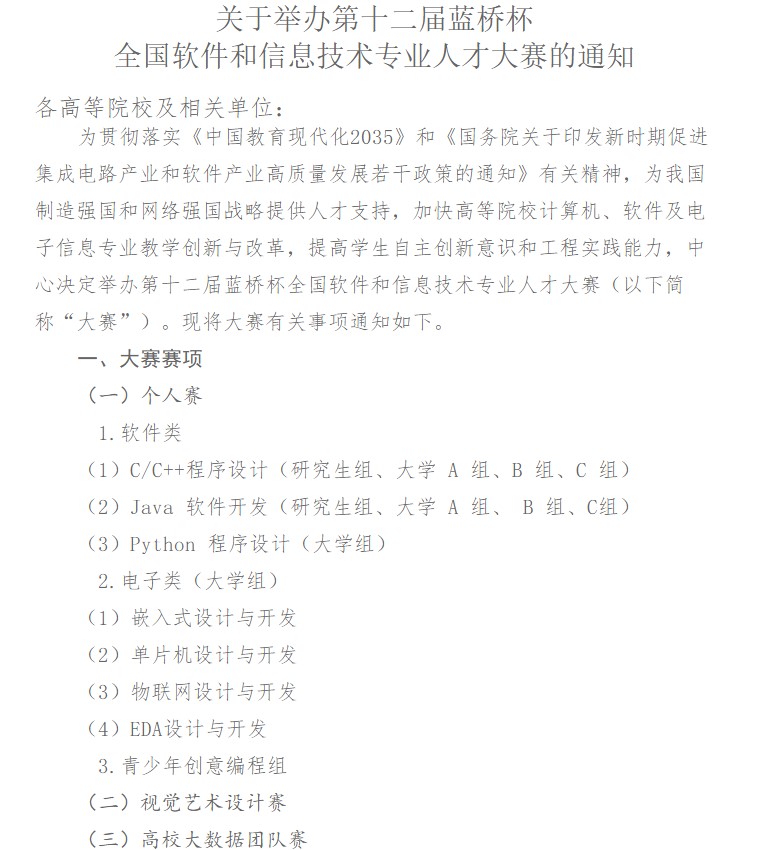 关于举办第十二届蓝桥杯
全国软件和信息技术专业人才大赛的通知
各高等院校及相关单位：
为贯彻落实《中国教育现代化2035》和《国务院关于印发新时期促进
集成电路产业和软件产业高质量发展若干政策的通知》有关精神，为我国
制造强国和网络强国战略提供人才支持，加快高等院校计算机、软件及电
子信息专业教学创新与改革，提高学生自主创新意识和工程实践能力，中
心决定举办第十二届蓝桥杯全国软件和信息技术专业人才大赛（以下简
称“大赛”）。现将大赛有关事项通知如下。
一、大赛赛项
（一）个人赛
1.软件类
（1）C/C++程序设计（研究生组、大学 A 组、B 组、C 组）
（2）Java 软件开发（研究生组、大学 A 组、 B 组、C组）
（3）Python 程序设计（大学组）
2.电子类（大学组）
（1）嵌入式设计与开发
（2）单片机设计与开发
（3）物联网设计与开发
（4）EDA设计与开发
3.青少年创意编程组
（二）视觉艺术设计赛
（三）高校大数据团队赛